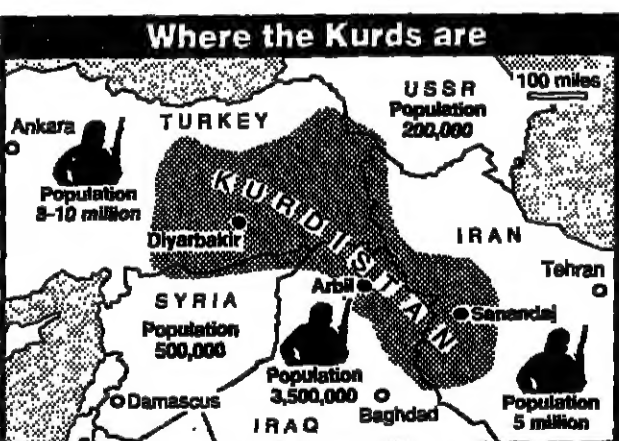 Where the Kurds are
USSR
Population
200,000
100 miles
Ankara
TURKEY
Population
8-10 million
KURDISTAN
Diyarbakir
IRAN
Tehran
Arbil
Sanandaj
SYRIA
Population
500,000
Population
3,500,000
Population
5 million
Damascus
IRAQ
Baghdad